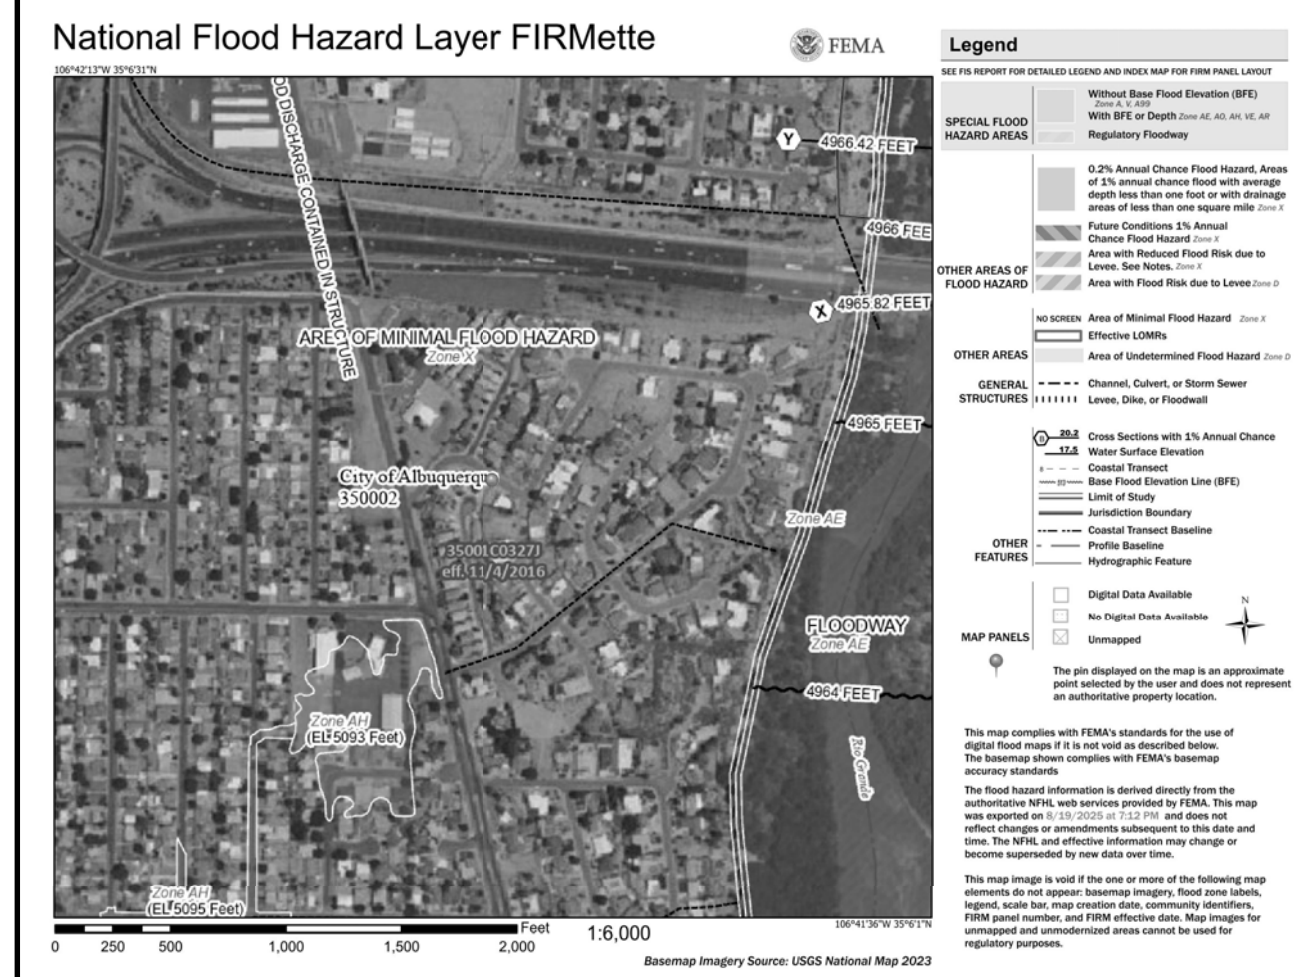 National Flood Hazard Layer FIRMette
FEMA
106°42'13"W 35°6'31"N
OD DISCHARGE CONTAINED IN STRUCTURE
Y
4966.42 FEET
4966 FEE
X
4965.82 FEET
AREA OF MINIMAL FLOOD HAZARD
Zone X
4965 FEET
City of Albuquerque
350002
Zone AE
35001C0327J
eff. 11/4/2016
FLOODWAY
Zone AE
4964 FEET
Zone AH
(EL 5093 Feet)
Rio Grande
Zone AH
(EL 5095 Feet)
106°41'36"W 35°6'1"N
0 250 500 1,000 1,500 2,000
Feet
1:6,000
Basemap Imagery Source: USGS National Map 2023
Legend
SEE FIS REPORT FOR DETAILED LEGEND AND INDEX MAP FOR FIRM PANEL LAYOUT
SPECIAL FLOOD
HAZARD AREAS
Without Base Flood Elevation (BFE)
Zone A, V, A99
With BFE or Depth Zone AE, AO, AH, VE, AR
Regulatory Floodway
0.2% Annual Chance Flood Hazard, Areas
of 1% annual chance flood with average
depth less than one foot or with drainage
areas of less than one square mile Zone X
Future Conditions 1% Annual
Chance Flood Hazard Zone X
Area with Reduced Flood Risk due to
Levee. See Notes. Zone X
Area with Flood Risk due to Levee Zone D
OTHER AREAS OF
FLOOD HAZARD
NO SCREEN Area of Minimal Flood Hazard Zone X
Effective LOMRs
OTHER AREAS
Area of Undetermined Flood Hazard Zone D
GENERAL
STRUCTURES
Channel, Culvert, or Storm Sewer
Levee, Dike, or Floodwall
B 20.2 Cross Sections with 1% Annual Chance
17.5 Water Surface Elevation
8 Coastal Transect
513 Base Flood Elevation Line (BFE)
Limit of Study
Jurisdiction Boundary
Coastal Transect Baseline
OTHER
FEATURES
Profile Baseline
Hydrographic Feature
MAP PANELS
Digital Data Available
No Digital Data Available
Unmapped
N
The pin displayed on the map is an approximate
point selected by the user and does not represent
an authoritative property location.
This map complies with FEMA's standards for the use of
digital flood maps if it is not void as described below.
The basemap shown complies with FEMA's basemap
accuracy standards
The flood hazard information is derived directly from the
authoritative NFHL web services provided by FEMA. This map
was exported on 8/19/2025 at 7:12 PM and does not
reflect changes or amendments subsequent to this date and
time. The NFHL and effective information may change or
become superseded by new data over time.
This map image is void if the one or more of the following map
elements do not appear: basemap imagery, flood zone labels,
legend, scale bar, map creation date, community identifiers,
FIRM panel number, and FIRM effective date. Map images for
unmapped and unmodernized areas cannot be used for
regulatory purposes.